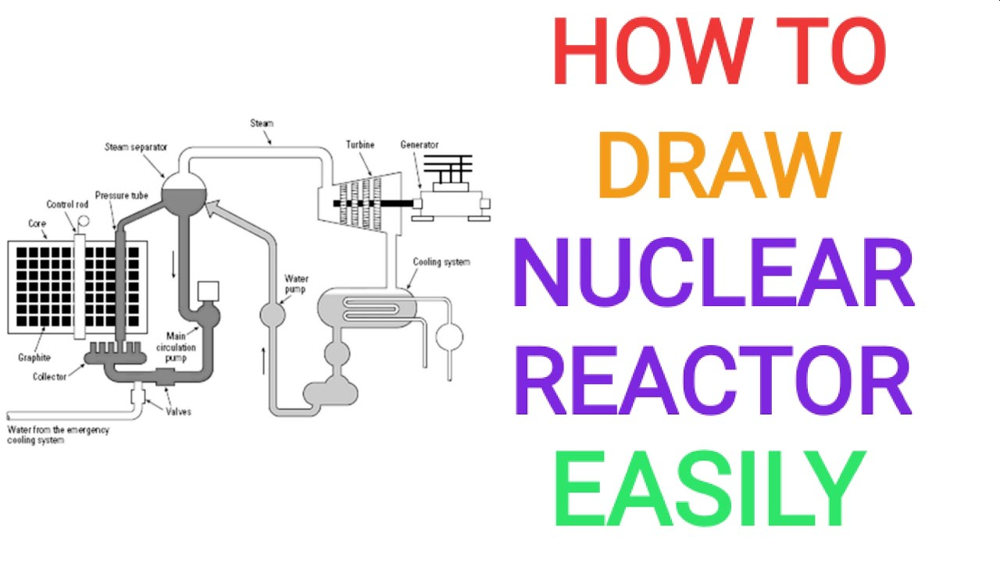 HOW TO
DRAW
NUCLEAR
REACTOR
EASILY
Steam
Steam separator
Turbine
Generator
Pressure tube
Control rod
Core
Cooling system
Water
pump
Main
circulation
pump
Graphite
Collector
Valves
Water from the emergency
cooling system